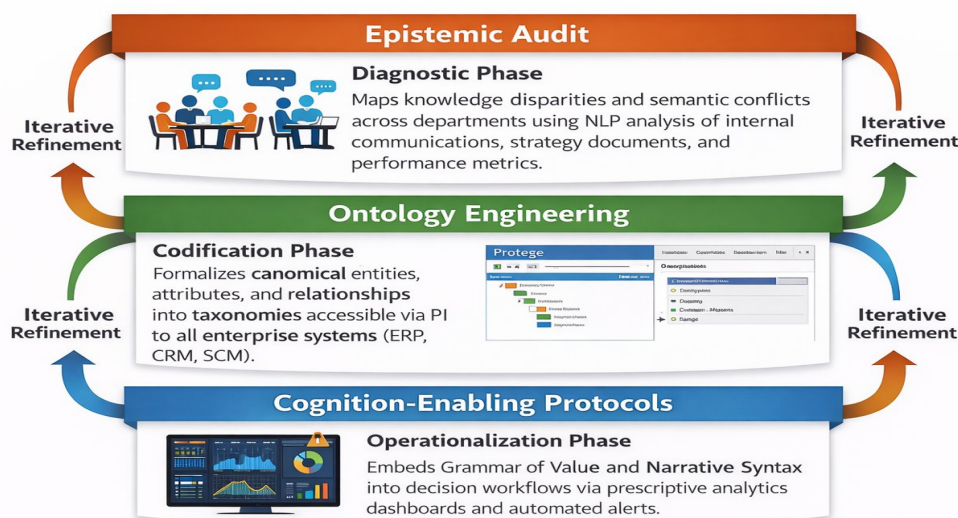 Epistemic Audit
Diagnostic Phase
Maps knowledge disparities and semantic conflicts
across departments using NLP analysis of internal
communications, strategy documents, and
performance metrics.
Iterative
Refinement
Iterative
Refinement
Ontology Engineering
Codification Phase
Formalizes canomical entities,
attributes, and relationships
into taxonomies accessible via PI
to all enterprise systems (ERP,
CRM, SCM).
Protege
Iterative
Refinement
Iterative
Refinement
Cognition-Enabling Protocols
Operationalization Phase
Embeds Grammar of Value and Narrative Syntax
into decision workflows via prescriptive analytics
dashboards and automated alerts.